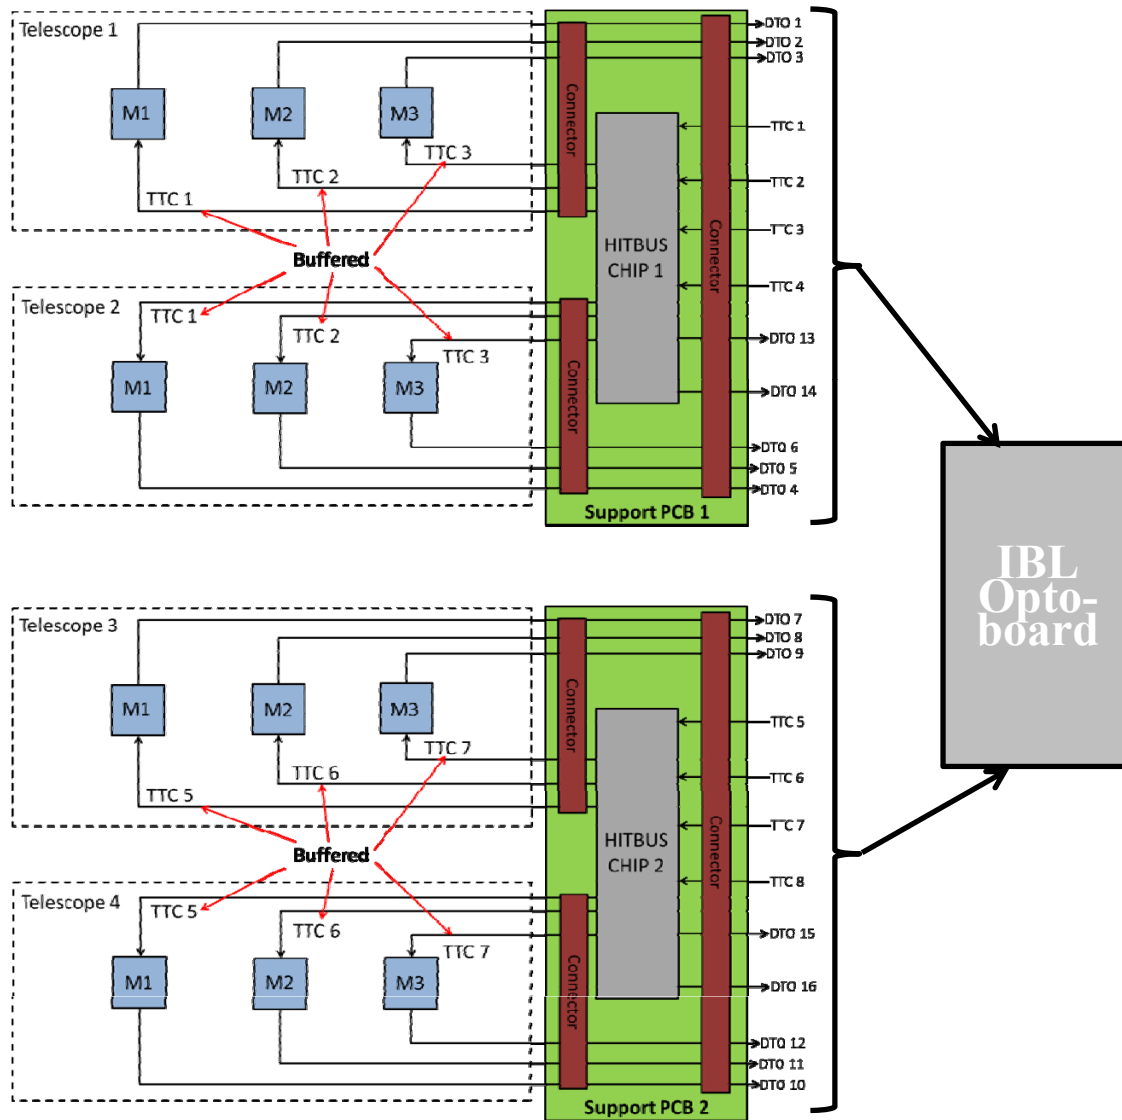 Telescope 1
M1
M2
M3
TTC 3
TTC 2
TTC 1
Buffered
Telescope 2
TTC 1
TTC 2
TTC 3
M1
M2
M3
Connector
Connector
HITBUS
CHIP 1
Connector
Support PCB 1
DTO 1
DTO 2
DTO 3
TTC 1
TTC 2
TTC 3
TTC 4
DTO 13
DTO 14
DTO 6
DTO 5
DTO 4
IBL
Opto-
board
Telescope 3
M1
M2
M3
TTC 7
TTC 6
TTC 5
Buffered
Telescope 4
TTC 5
TTC 6
TTC 7
M1
M2
M3
Connector
Connector
HITBUS
CHIP 2
Connector
Support PCB 2
DTO 7
DTO 8
DTO 9
TTC 5
TTC 6
TTC 7
TTC 8
DTO 15
DTO 16
DTO 12
DTO 11
DTO 10